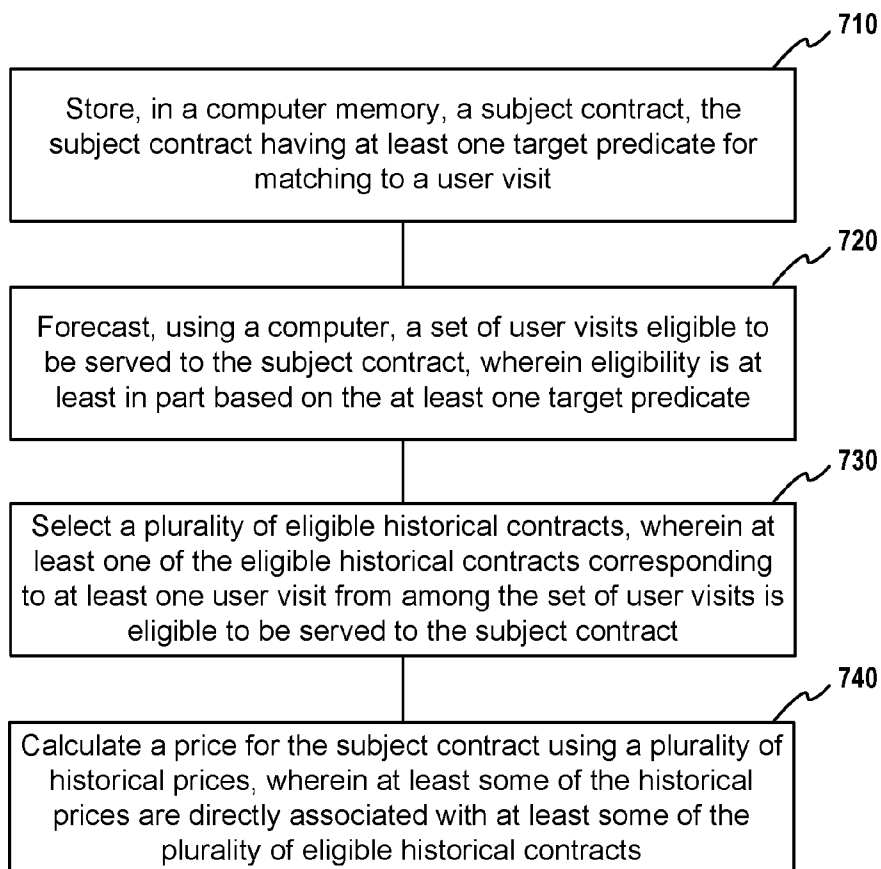 710
Store, in a computer memory, a subject contract, the
subject contract having at least one target predicate for
matching to a user visit
720
Forecast, using a computer, a set of user visits eligible to
be served to the subject contract, wherein eligibility is at
least in part based on the at least one target predicate
730
Select a plurality of eligible historical contracts, wherein at
least one of the eligible historical contracts corresponding
to at least one user visit from among the set of user visits is
eligible to be served to the subject contract
740
Calculate a price for the subject contract using a plurality of
historical prices, wherein at least some of the historical
prices are directly associated with at least some of the
plurality of eligible historical contracts